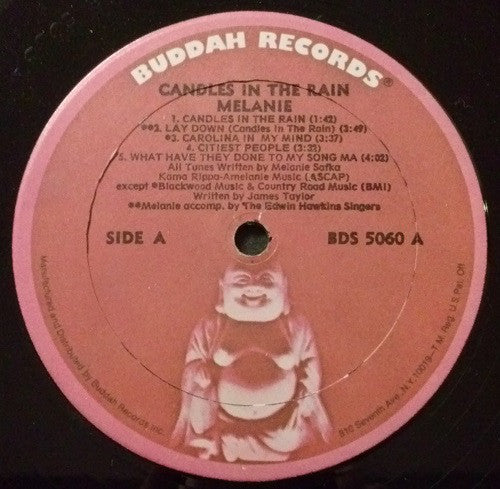 BUDDAH RECORDS®
CANDLES IN THE RAIN
MELANIE
1. CANDLES IN THE RAIN (1:42)
**2. LAY DOWN (Candles In The Rain) (3:49)
*3. CAROLINA IN MY MIND (3:37)
4. CITIEST PEOPLE (3:32)
5. WHAT HAVE THEY DONE TO MY SONG MA (4:02)
All Tunes Written by Melanie Safka
Kama Rippa-Amelanie Music (ASCAP)
except *Blackwood Music & Country Road Music (BMI)
Written by James Taylor
**Melanie accomp. by The Edwin Hawkins Singers
SIDE A
BDS 5060 A
Manufactured and Distributed by Buddah Records Inc.
810 Seventh Ave., N.Y. 10019-T.M. Reg. U.S. Pat. Off.